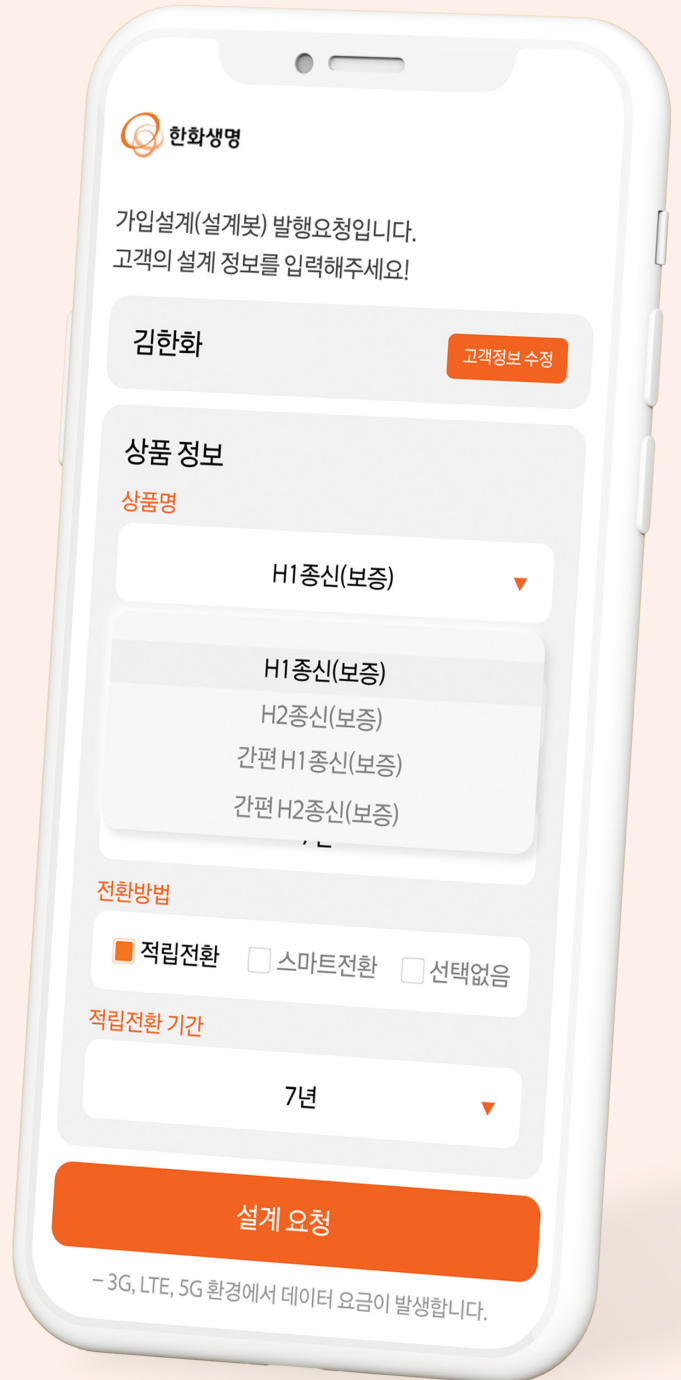 한화생명
가입설계(설계봇) 발행요청입니다.
고객의 설계 정보를 입력해주세요!
김한화
고객정보 수정
상품 정보
상품명
H1종신(보증)
H1종신(보증)
H2종신(보증)
간편 H1종신(보증)
간편 H2종신(보증)
전환방법
적립전환 스마트전환 선택없음
적립전환 기간
7년
설계 요청
– 3G, LTE, 5G 환경에서 데이터 요금이 발생합니다.